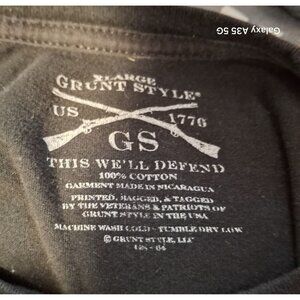 Galaxy A35 5G
XLARGE
GRUNT STYLE®
US 1776
GS
THIS WE'LL DEFEND
100% COTTON
GARMENT MADE IN NICARAGUA
PRINTED, BAGGED, & TAGGED
BY THE VETERANS & PATRIOTS OF
GRUNT STYLE IN THE USA
MACHINE WASH COLD - TUMBLE DRY LOW
© GRUNT STYLE, LLC